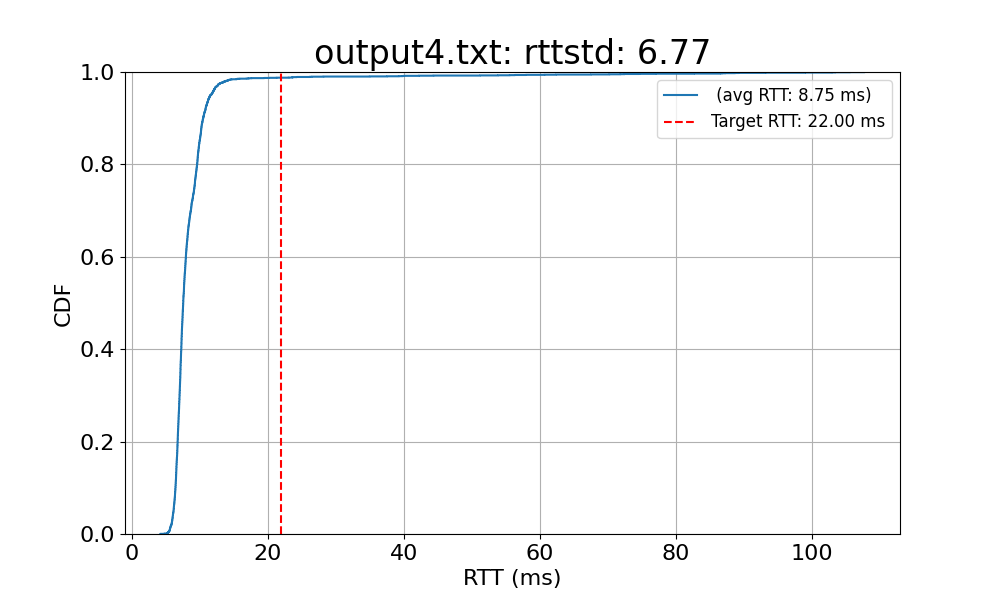 output4.txt: rttstd: 6.77
(avg RTT: 8.75 ms)
Target RTT: 22.00 ms
1.0
0.8
0.6
0.4
0.2
0.0
CDF
0 20 40 60 80 100
RTT (ms)